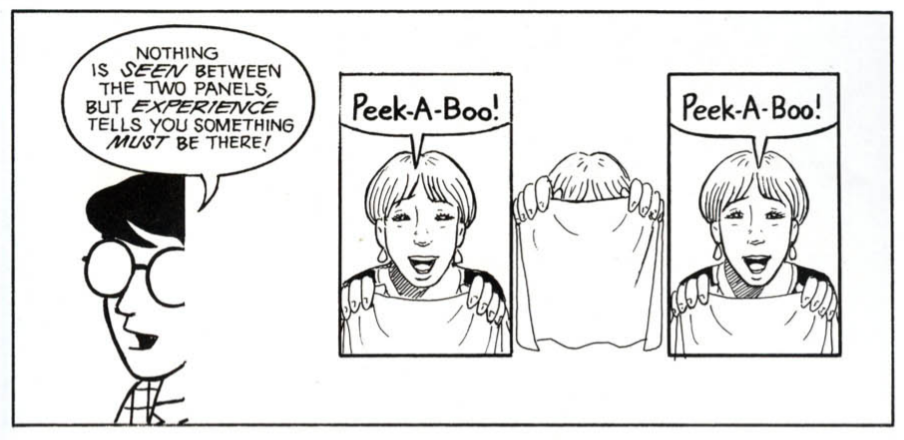 NOTHING
IS SEEN BETWEEN
THE TWO PANELS,
BUT EXPERIENCE
TELLS YOU SOMETHING
MUST BE THERE!
Peek-A-Boo!
Peek-A-Boo!